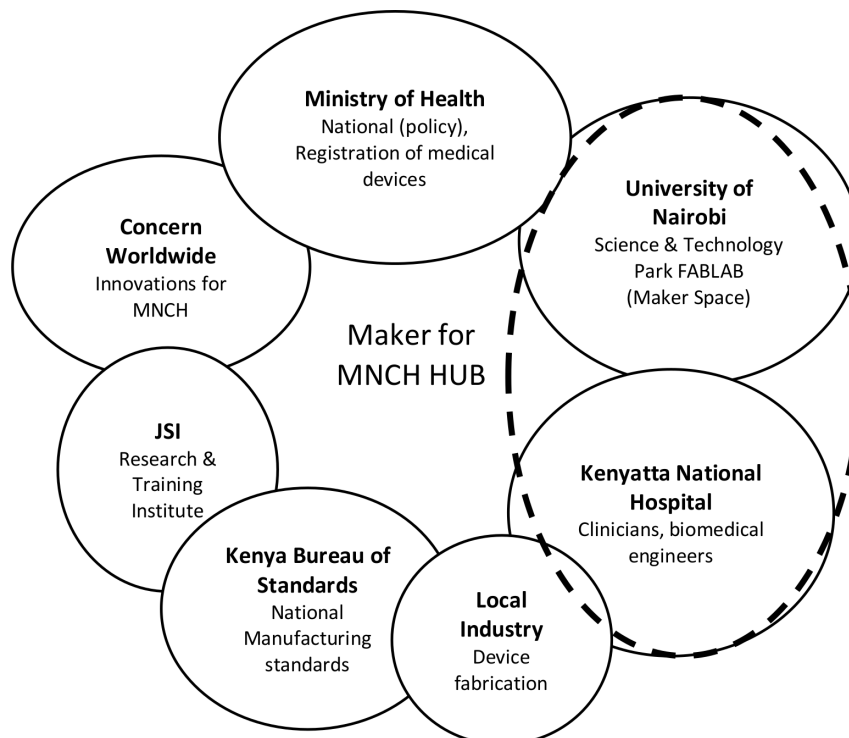 Ministry of Health
National (policy),
Registration of medical
devices
University of
Nairobi
Science & Technology
Park FABLAB
(Maker Space)
Concern
Worldwide
Innovations for
MNCH
Maker for
MNCH HUB
JSI
Research &
Training
Institute
Kenyatta National
Hospital
Clinicians, biomedical
engineers
Kenya Bureau of
Standards
National
Manufacturing
standards
Local
Industry
Device
fabrication